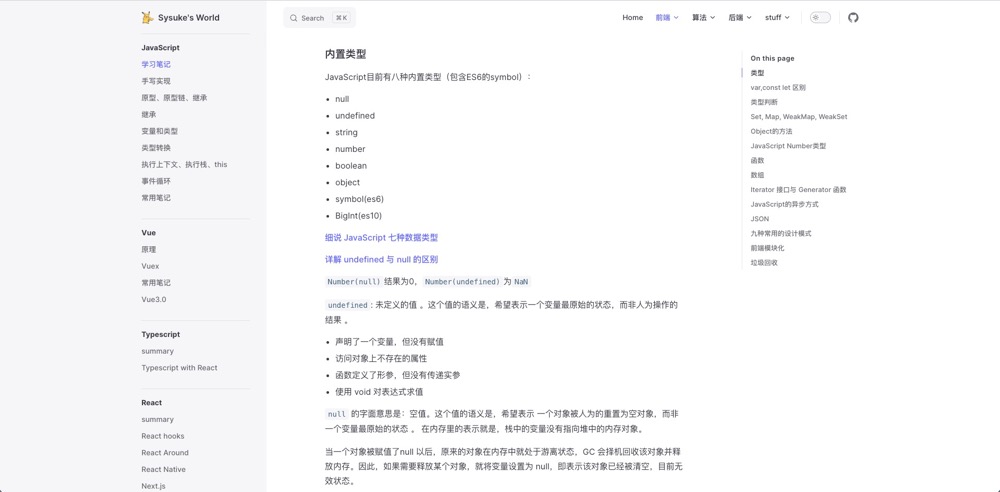 Sysuke's World
Search ⌘ K
Home 前端 算法 后端 stuff
JavaScript
学习笔记
手写实现
原型、原型链、继承
继承
变量和类型
类型转换
执行上下文、执行栈、this
事件循环
常用笔记
Vue
原理
Vuex
常用笔记
Vue3.0
Typescript
summary
Typescript with React
React
summary
React hooks
React Around
React Native
Next.js
内置类型
JavaScript目前有八种内置类型（包含ES6的symbol）：
null
undefined
string
number
boolean
object
symbol(es6)
BigInt(es10)
细说 JavaScript 七种数据类型
详解 undefined 与 null 的区别
Number(null) 结果为0， Number(undefined) 为 NaN
undefined : 未定义的值 。这个值的语义是，希望表示一个变量最原始的状态，而非人为操作的
结果 。
声明了一个变量，但没有赋值
访问对象上不存在的属性
函数定义了形参，但没有传递实参
使用 void 对表达式求值
null 的字面意思是：空值。这个值的语义是，希望表示 一个对象被人为的重置为空对象，而非
一个变量最原始的状态 。 在内存里的表示就是，栈中的变量没有指向堆中的内存对象。
当一个对象被赋值了null 以后，原来的对象在内存中就处于游离状态，GC 会择机回收该对象并释
放内存。因此，如果需要释放某个对象，就将变量设置为 null，即表示该对象已经被清空，目前无
效状态。
On this page
类型
var,const let 区别
类型判断
Set, Map, WeakMap, WeakSet
Object的方法
JavaScript Number类型
函数
数组
Iterator 接口与 Generator 函数
JavaScript的异步方式
JSON
九种常用的设计模式
前端模块化
垃圾回收